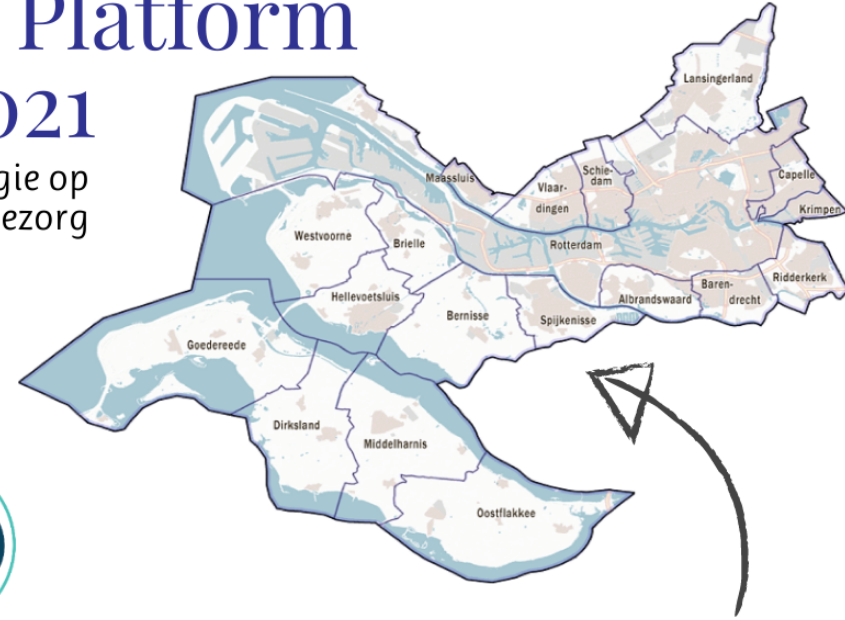 Platform
021
gie op
ezorg
Lansingerland
Maassluis
Vlaar-
dingen
Schie-
dam
Capelle
Krimpen
Westvoorne
Brielle
Rotterdam
Hellevoetsluis
Bernisse
Spijkenisse
Albrandswaard
Baren-
drecht
Ridderkerk
Goedereede
Dirksland
Middelharnis
Oostflakkee